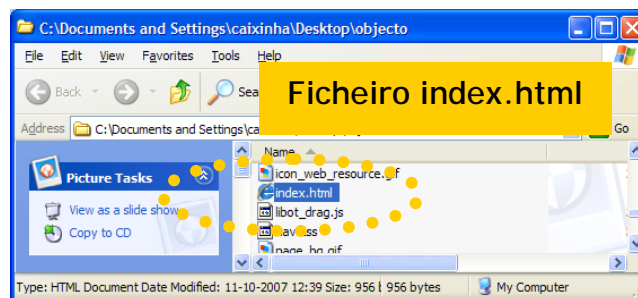 C:\Documents and Settings\caixinha\Desktop\objecto
File Edit View Favorites Tools Help
Back
Ficheiro index.html
Address C:\Documents and Settings\ Go
Name
Picture Tasks
icon_web_resource.gif
index.html
View as a slide show
libot_drag.js
Copy to CD
page_bg.gif
Type: HTML Document Date Modified: 11-10-2007 12:39 Size: 956 956 bytes My Computer